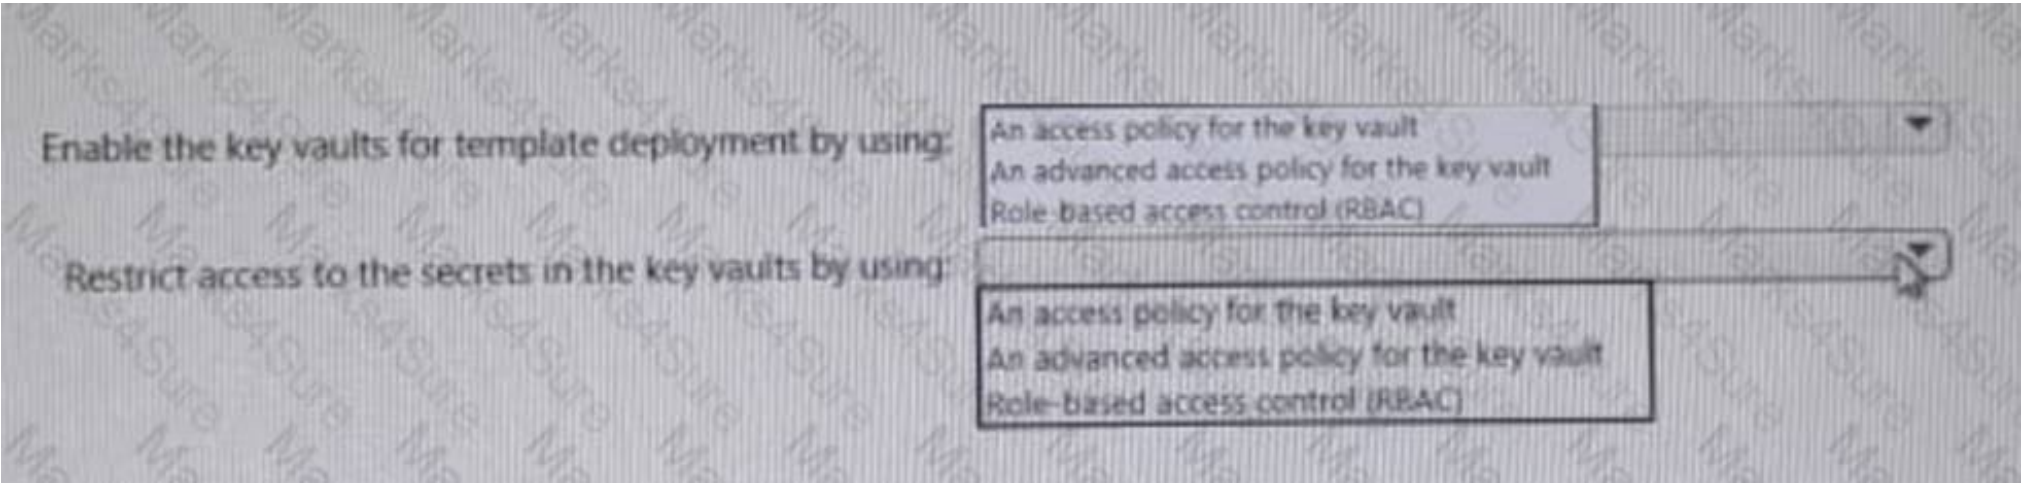 Enable the key vaults for template deployment by using:
An access policy for the key vault
An advanced access policy for the key vault
Role-based access control (RBAC)
Restrict access to the secrets in the key vaults by using:
An access policy for the key vault
An advanced access policy for the key vault
Role-based access control (RBAC)
Marks4Sure